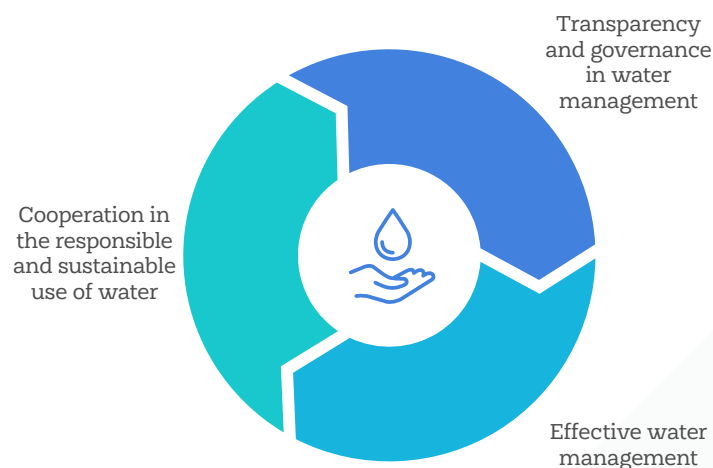 Transparency
and governance
in water
management
Cooperation in
the responsible
and sustainable
use of water
Effective water
management